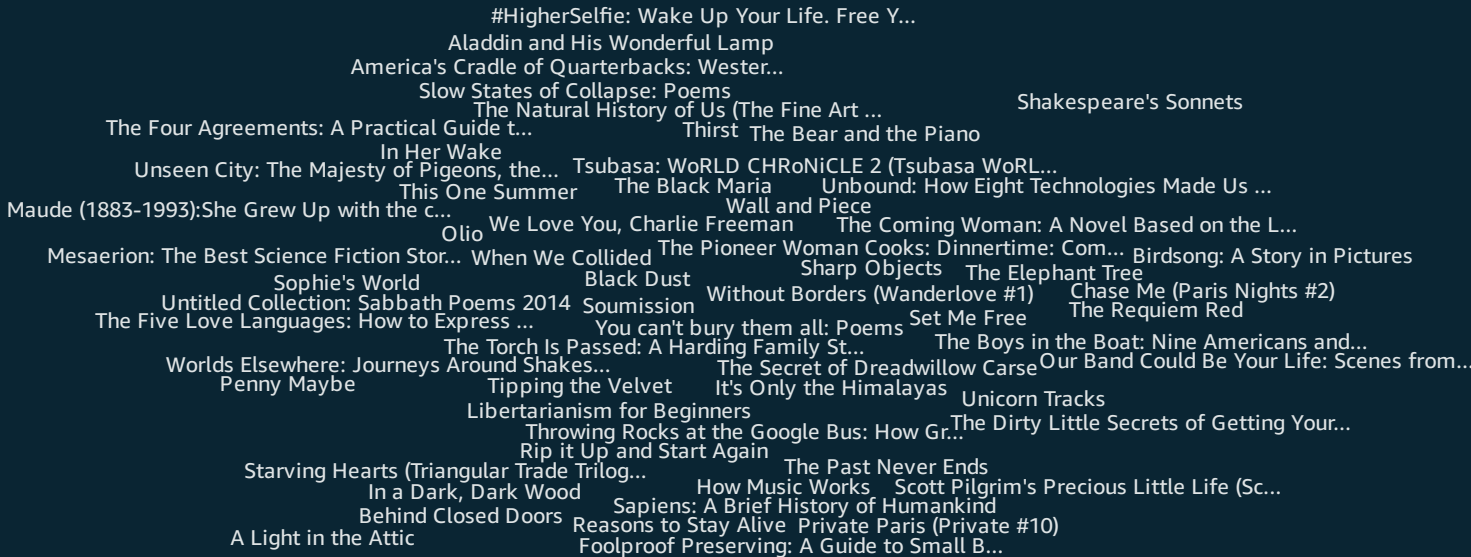 #HigherSelfie: Wake Up Your Life. Free Y...
Aladdin and His Wonderful Lamp
America's Cradle of Quarterbacks: Wester...
Slow States of Collapse: Poems
Shakespeare's Sonnets
The Natural History of Us (The Fine Art ...
The Four Agreements: A Practical Guide t...
Thirst
The Bear and the Piano
In Her Wake
Unseen City: The Majesty of Pigeons, the...
Tsubasa: WoRLD CHRoNiCLE 2 (Tsubasa WoRL...
This One Summer
The Black Maria
Unbound: How Eight Technologies Made Us ...
Maude (1883-1993):She Grew Up with the c...
Wall and Piece
Olio
We Love You, Charlie Freeman
The Coming Woman: A Novel Based on the L...
Mesaerion: The Best Science Fiction Stor...
When We Collided
The Pioneer Woman Cooks: Dinnertime: Com...
Birdsong: A Story in Pictures
Sophie's World
Black Dust
Sharp Objects
The Elephant Tree
Untitled Collection: Sabbath Poems 2014
Soumission
Without Borders (Wanderlove #1)
Chase Me (Paris Nights #2)
The Five Love Languages: How to Express ...
You can't bury them all: Poems
Set Me Free
The Requiem Red
The Torch Is Passed: A Harding Family St...
The Boys in the Boat: Nine Americans and...
Worlds Elsewhere: Journeys Around Shakes...
The Secret of Dreadwillow Carse
Our Band Could Be Your Life: Scenes from...
Penny Maybe
Tipping the Velvet
It's Only the Himalayas
Unicorn Tracks
Libertarianism for Beginners
Throwing Rocks at the Google Bus: How Gr...
The Dirty Little Secrets of Getting Your...
Rip it Up and Start Again
Starving Hearts (Triangular Trade Trilog...
The Past Never Ends
In a Dark, Dark Wood
How Music Works
Scott Pilgrim's Precious Little Life (Sc...
Behind Closed Doors
Sapiens: A Brief History of Humankind
A Light in the Attic
Reasons to Stay Alive
Private Paris (Private #10)
Foolproof Preserving: A Guide to Small B...